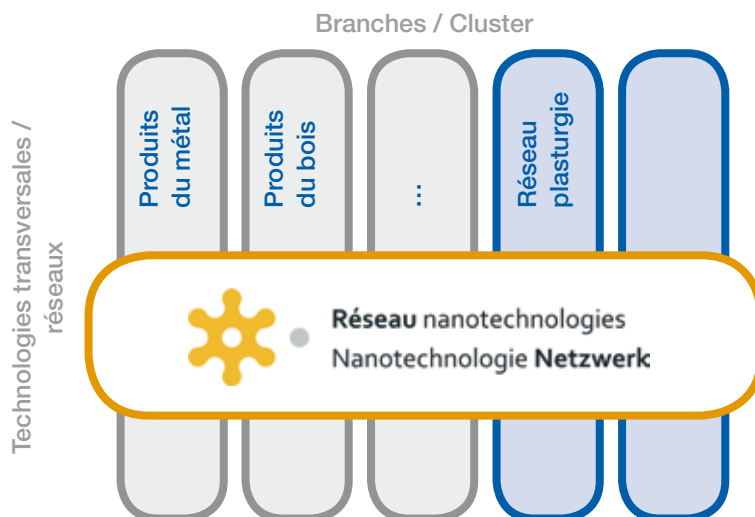 Branches / Cluster
Technologies transversales /
réseaux
Produits
du métal
Produits
du bois
...
Réseau
plasturgie
Réseau nanotechnologies
Nanotechnologie Netzwerk